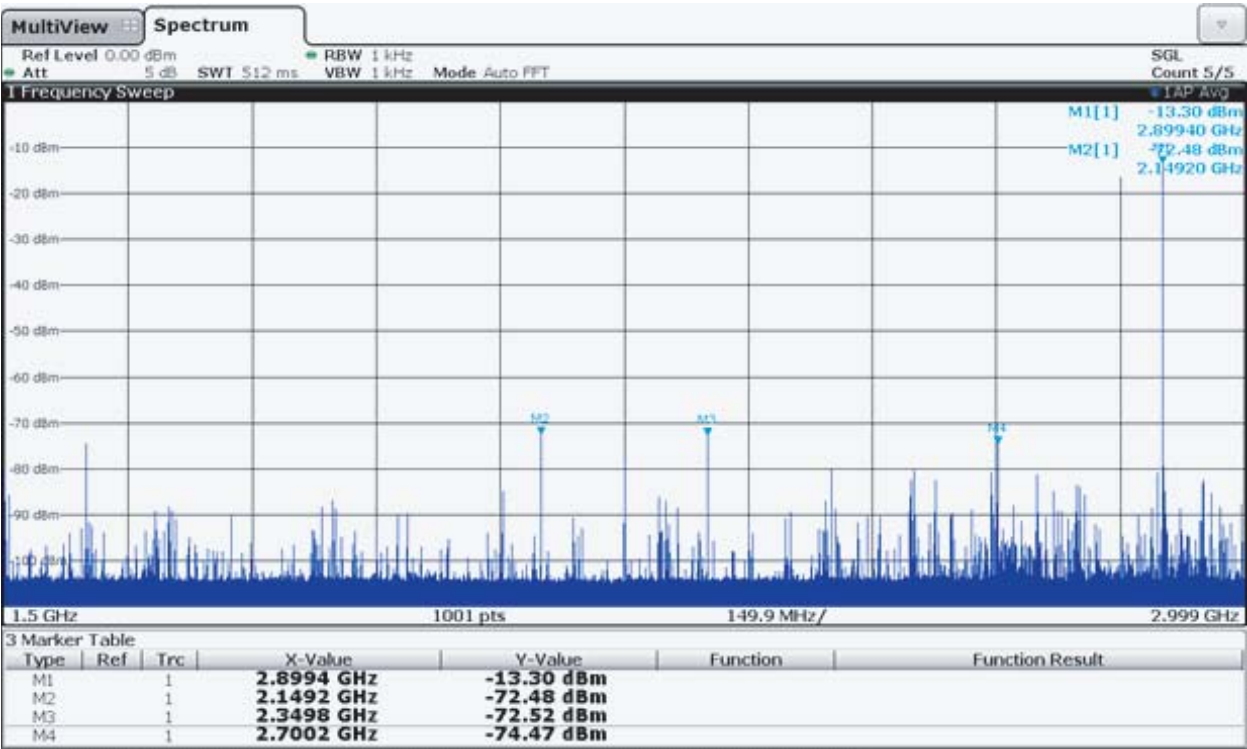 MultiView Spectrum
Ref Level 0.00 dBm RBW 1 kHz SGL
Att 5 dB SWT 512 ms VBW 1 kHz Mode Auto FFT Count 5/5
1 Frequency Sweep 1AP Avg
M1[1] -13.30 dBm
2.89940 GHz
-10 dBm M2[1] -72.48 dBm
2.14920 GHz
-20 dBm
-30 dBm
-40 dBm
-50 dBm
-60 dBm
-70 dBm M2 M3 M4
-80 dBm
-90 dBm
-100 dBm
1.5 GHz 1001 pts 149.9 MHz/ 2.999 GHz
3 Marker Table
Type Ref Trc X-Value Y-Value Function Function Result
M1 1 2.8994 GHz -13.30 dBm
M2 1 2.1492 GHz -72.48 dBm
M3 1 2.3498 GHz -72.52 dBm
M4 1 2.7002 GHz -74.47 dBm